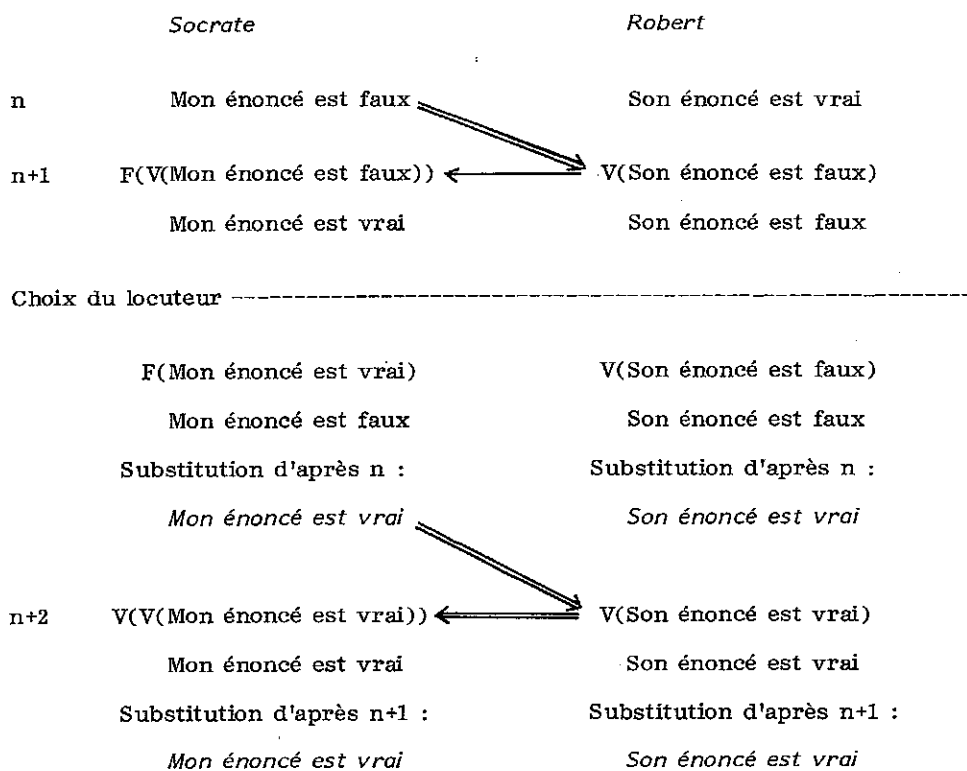 Socrate Robert
n Mon énoncé est faux Son énoncé est vrai
n+1 F(V(Mon énoncé est faux)) V(Son énoncé est faux)
Mon énoncé est vrai Son énoncé est faux
Choix du locuteur
F(Mon énoncé est vrai) V(Son énoncé est faux)
Mon énoncé est faux Son énoncé est faux
Substitution d'après n : Substitution d'après n :
Mon énoncé est vrai Son énoncé est vrai
n+2 V(V(Mon énoncé est vrai)) V(Son énoncé est vrai)
Mon énoncé est vrai Son énoncé est vrai
Substitution d'après n+1 : Substitution d'après n+1 :
Mon énoncé est vrai Son énoncé est vrai